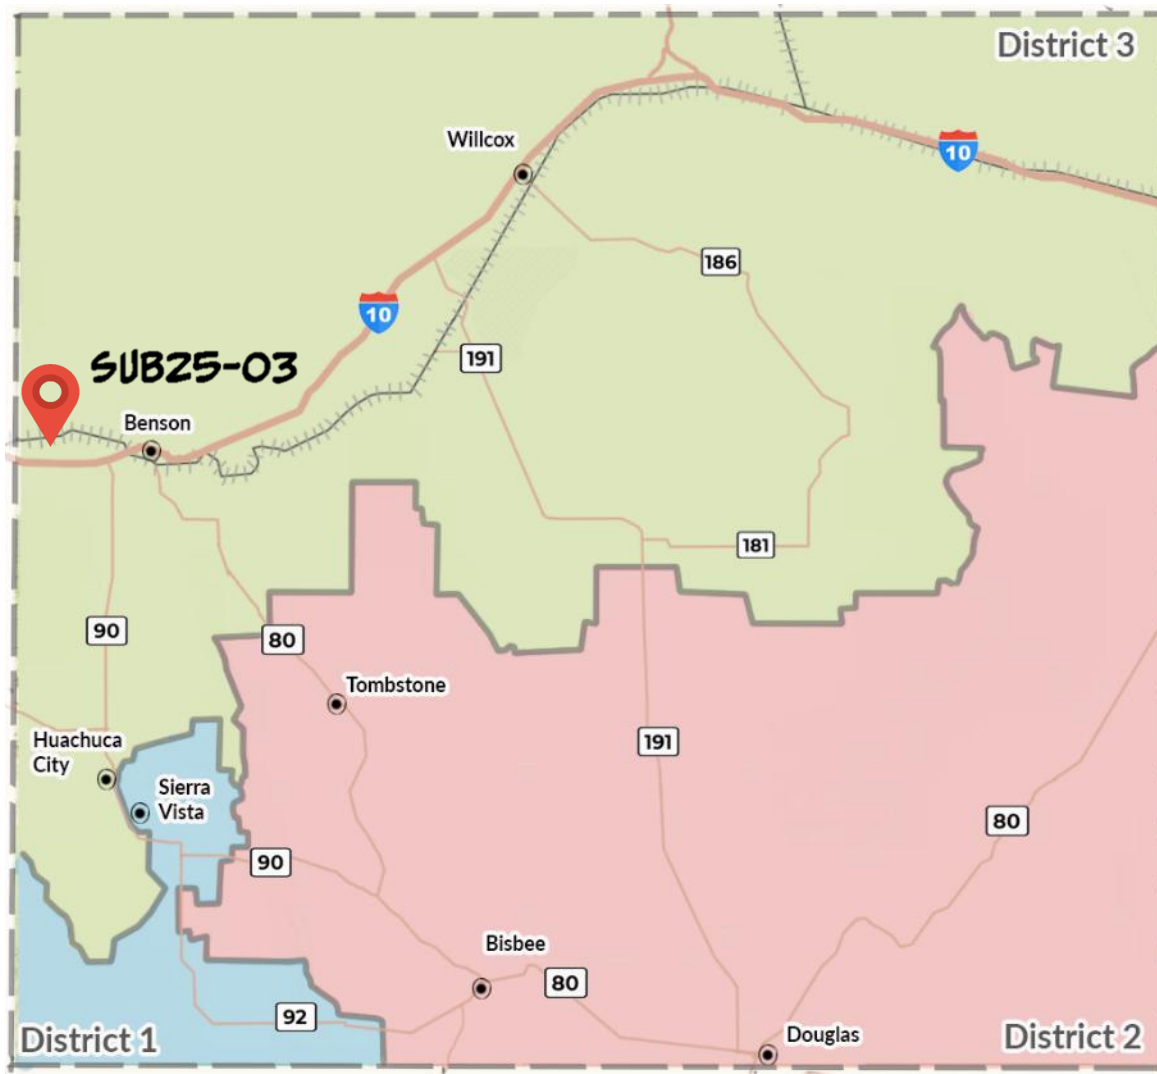 District 3
Willcox
10
10
186
191
SUB25-03
Benson
181
90
80
Tombstone
Huachuca
City
191
Sierra
Vista
80
90
Bisbee
80
92
District 1
Douglas
District 2